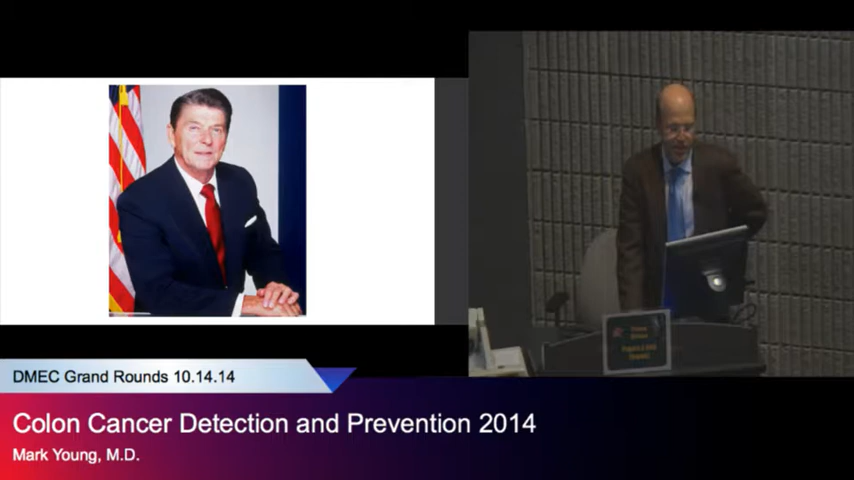 DMEC Grand Rounds 10.14.14
Colon Cancer Detection and Prevention 2014
Mark Young, M.D.